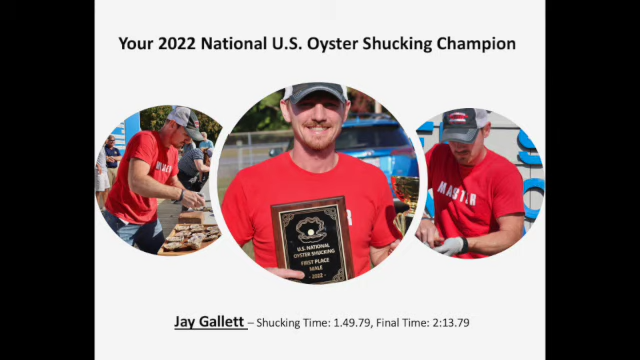 Your 2022 National U.S. Oyster Shucking Champion
MASTER
U.S. NATIONAL
OYSTER SHUCKING
FIRST PLACE
MALE
- 2022 -
Jay Gallett – Shucking Time: 1.49.79, Final Time: 2:13.79